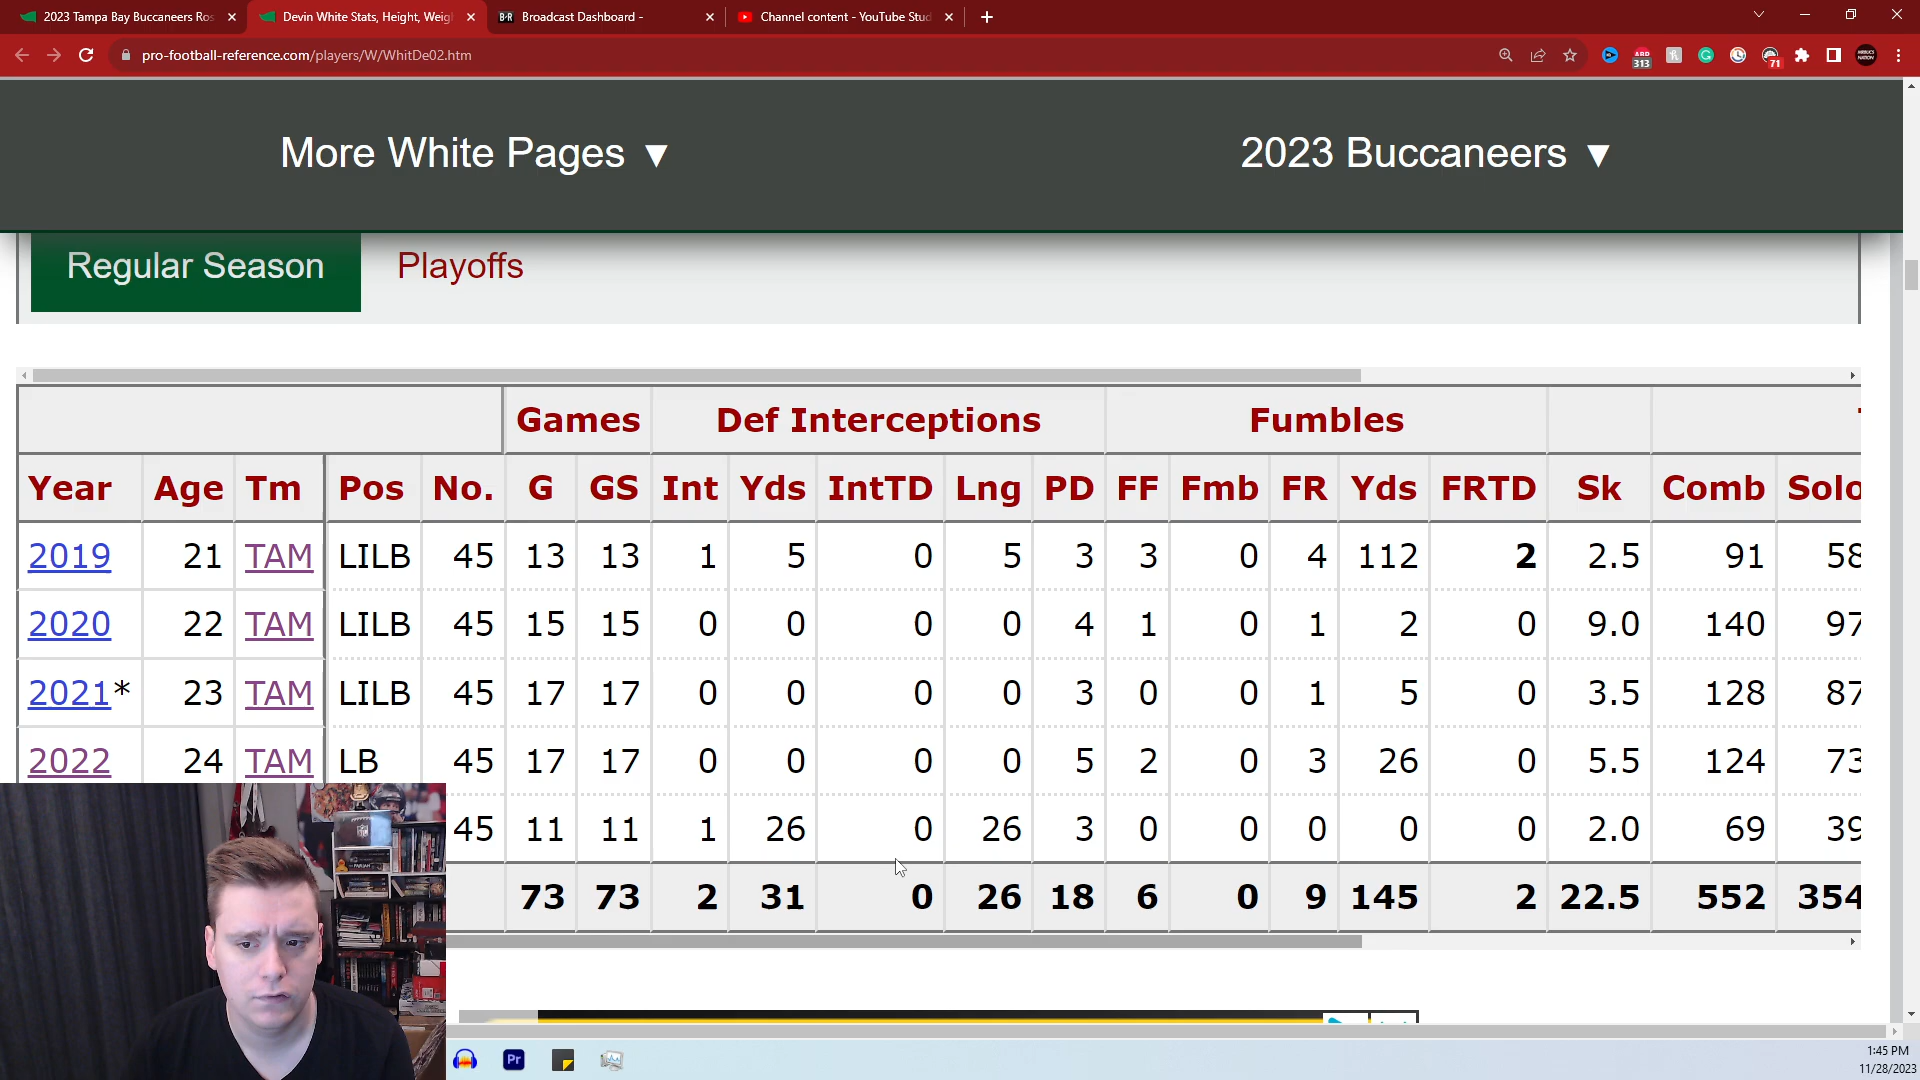 2023 Tampa Bay Buccaneers Ros
Devin White Stats, Height, Weig
B-R Broadcast Dashboard -
Channel content - YouTube Stud
pro-football-reference.com/players/W/WhitDe02.htm
313
71
More White Pages ▼
2023 Buccaneers ▼
Regular Season
Playoffs
Games Def Interceptions Fumbles
Year Age Tm Pos No. G GS Int Yds IntTD Lng PD FF Fmb FR Yds FRTD Sk Comb Solo
2019 21 TAM LILB 45 13 13 1 5 0 5 3 3 0 4 112 2 2.5 91 58
2020 22 TAM LILB 45 15 15 0 0 0 0 4 1 0 1 2 0 9.0 140 97
2021* 23 TAM LILB 45 17 17 0 0 0 0 3 0 0 1 5 0 3.5 128 87
2022 24 TAM LB 45 17 17 0 0 0 0 5 2 0 3 26 0 5.5 124 73
45 11 11 1 26 0 26 3 0 0 0 0 0 2.0 69 39
73 73 2 31 0 26 18 6 0 9 145 2 22.5 552 354
Pr
1:45 PM
11/28/2023